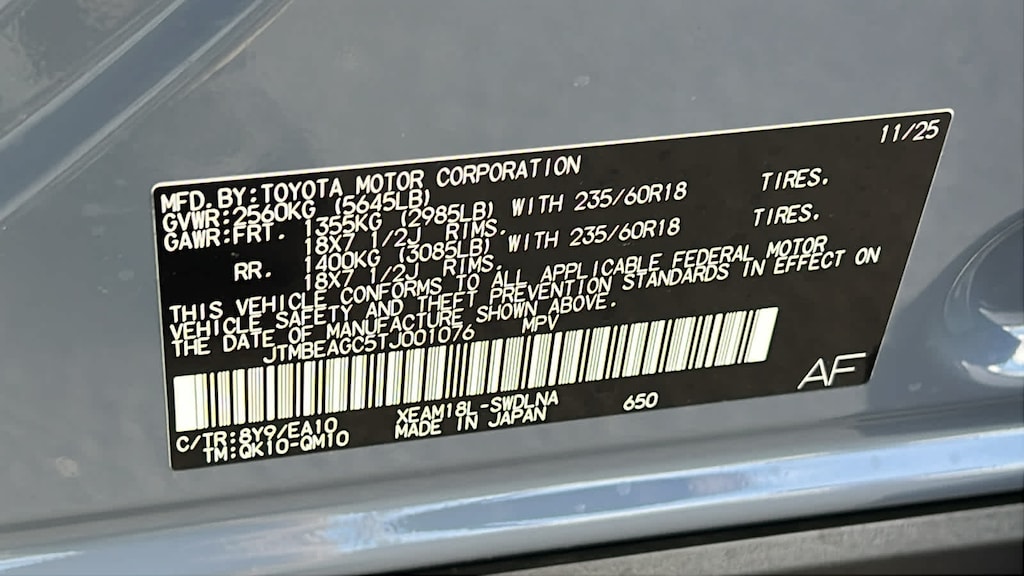 11/25
MFD. BY: TOYOTA MOTOR CORPORATION
GVWR: 2560KG (5645LB)
GAWR: FRT. 1355KG (2985LB) WITH 235/60R18 TIRES.
18X7 1/2J RIMS.
RR. 1400KG (3085LB) WITH 235/60R18 TIRES.
18X7 1/2J RIMS.
THIS VEHICLE CONFORMS TO ALL APPLICABLE FEDERAL MOTOR
VEHICLE SAFETY AND THEFT PREVENTION STANDARDS IN EFFECT ON
THE DATE OF MANUFACTURE SHOWN ABOVE.
JTMBEAGC5TJ001076 MPV
AF
C/TR: 8Y9/EA10 XEAM18L-SWDLNA 650
TM: QK10-QM10 MADE IN JAPAN